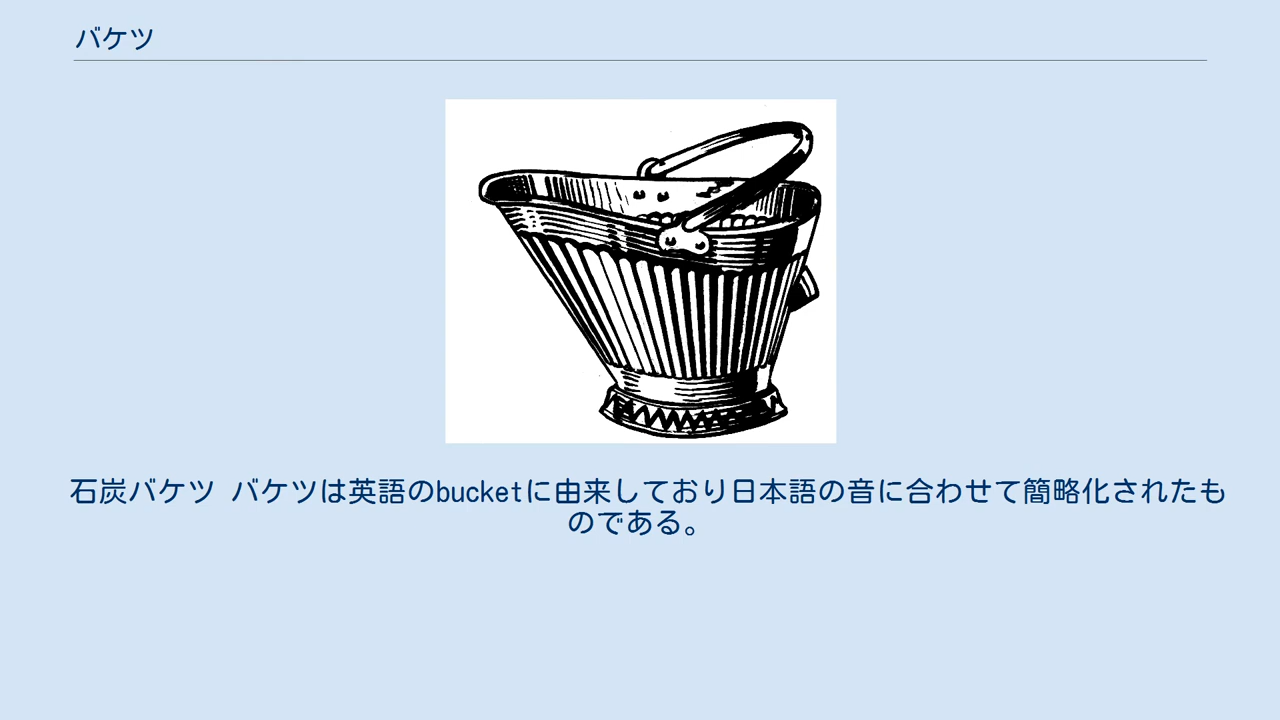 バケツ
石炭バケツ バケツは英語のbucketに由来しており日本語の音に合わせて簡略化されたも
のである。